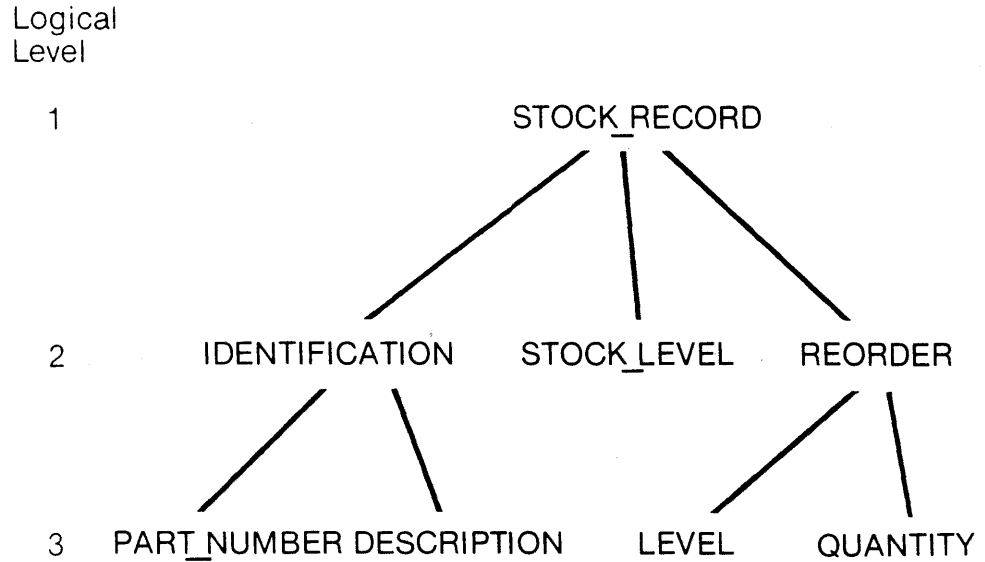 Logical
Level
1 STOCK_RECORD
2 IDENTIFICATION STOCK_LEVEL REORDER
3 PART_NUMBER DESCRIPTION LEVEL QUANTITY